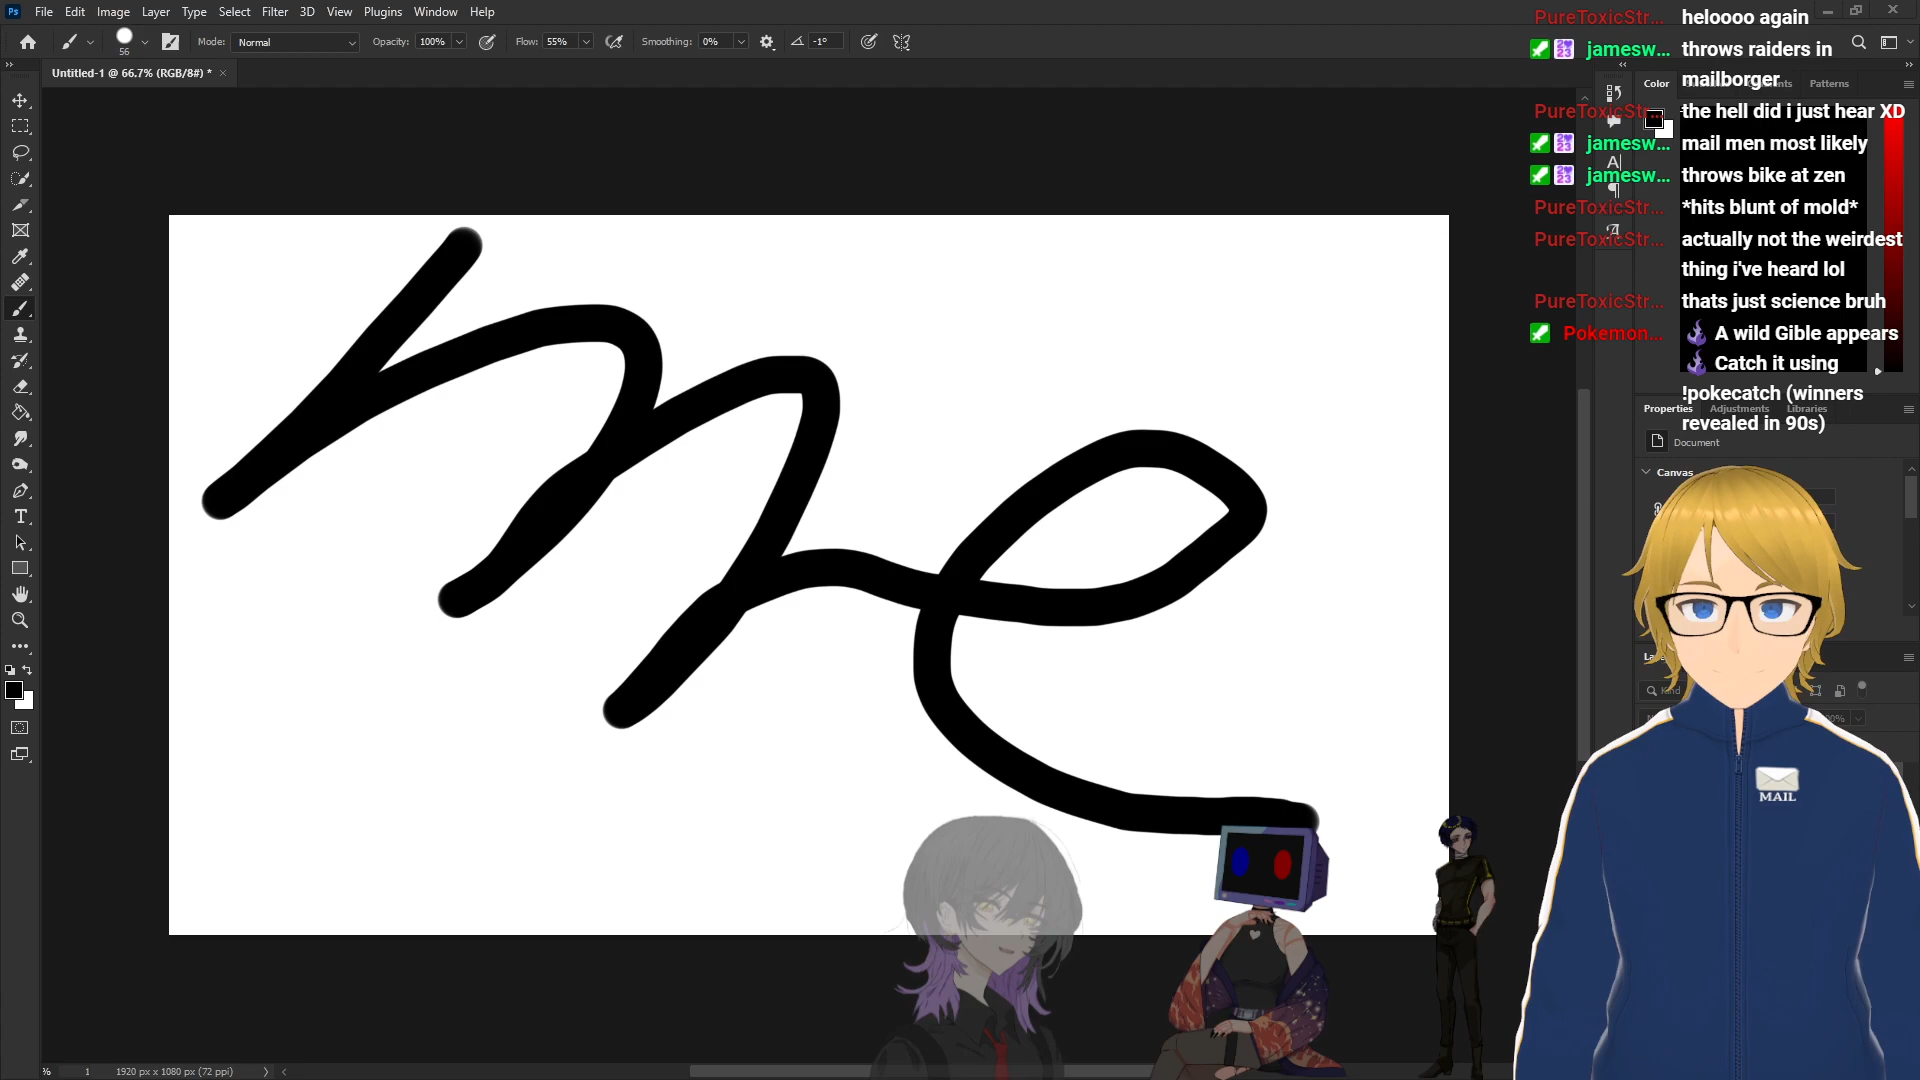 Ps File Edit Image Layer Type Select Filter 3D View Plugins Window Help
56 Mode: Normal Opacity: 100% Flow: 55% Smoothing: 0% -1°
Untitled-1 @ 66.7% (RGB/8#) *
me
MAIL
1 1920 px x 1080 px (72 ppi)
PureToxicStr... heloooo again
jamesw... throws raiders in
mailborger
Color Patterns
PureToxicStr... the hell did i just hear XD
jamesw... mail men most likely
jamesw... throws bike at zen
PureToxicStr... *hits blunt of mold*
PureToxicStr... actually not the weirdest
thing i've heard lol
PureToxicStr... thats just science bruh
Pokemon... A wild Gible appears
Catch it using
!pokecatch (winners
revealed in 90s)
Properties Adjustments Libraries
Document
Canvas
Kind